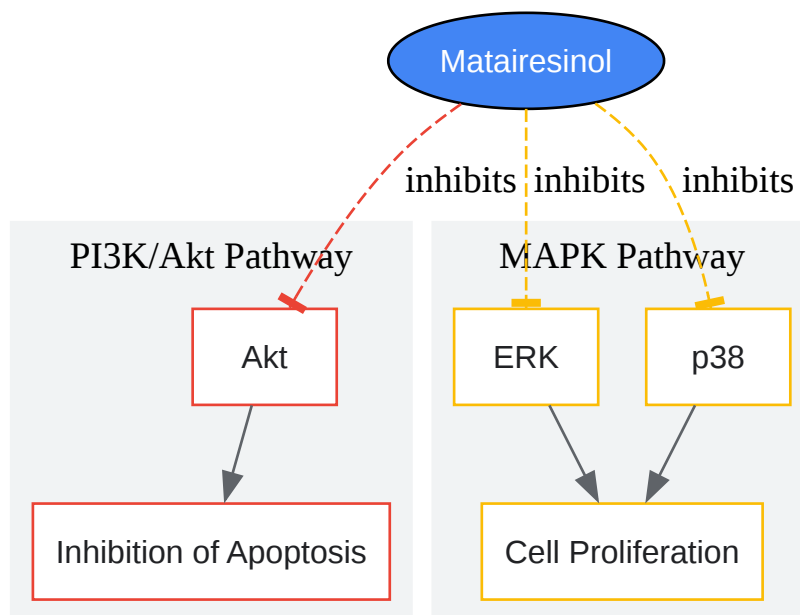 Matairesinol
inhibits inhibits inhibits
PI3K/Akt Pathway
MAPK Pathway
Akt
ERK
p38
Inhibition of Apoptosis
Cell Proliferation